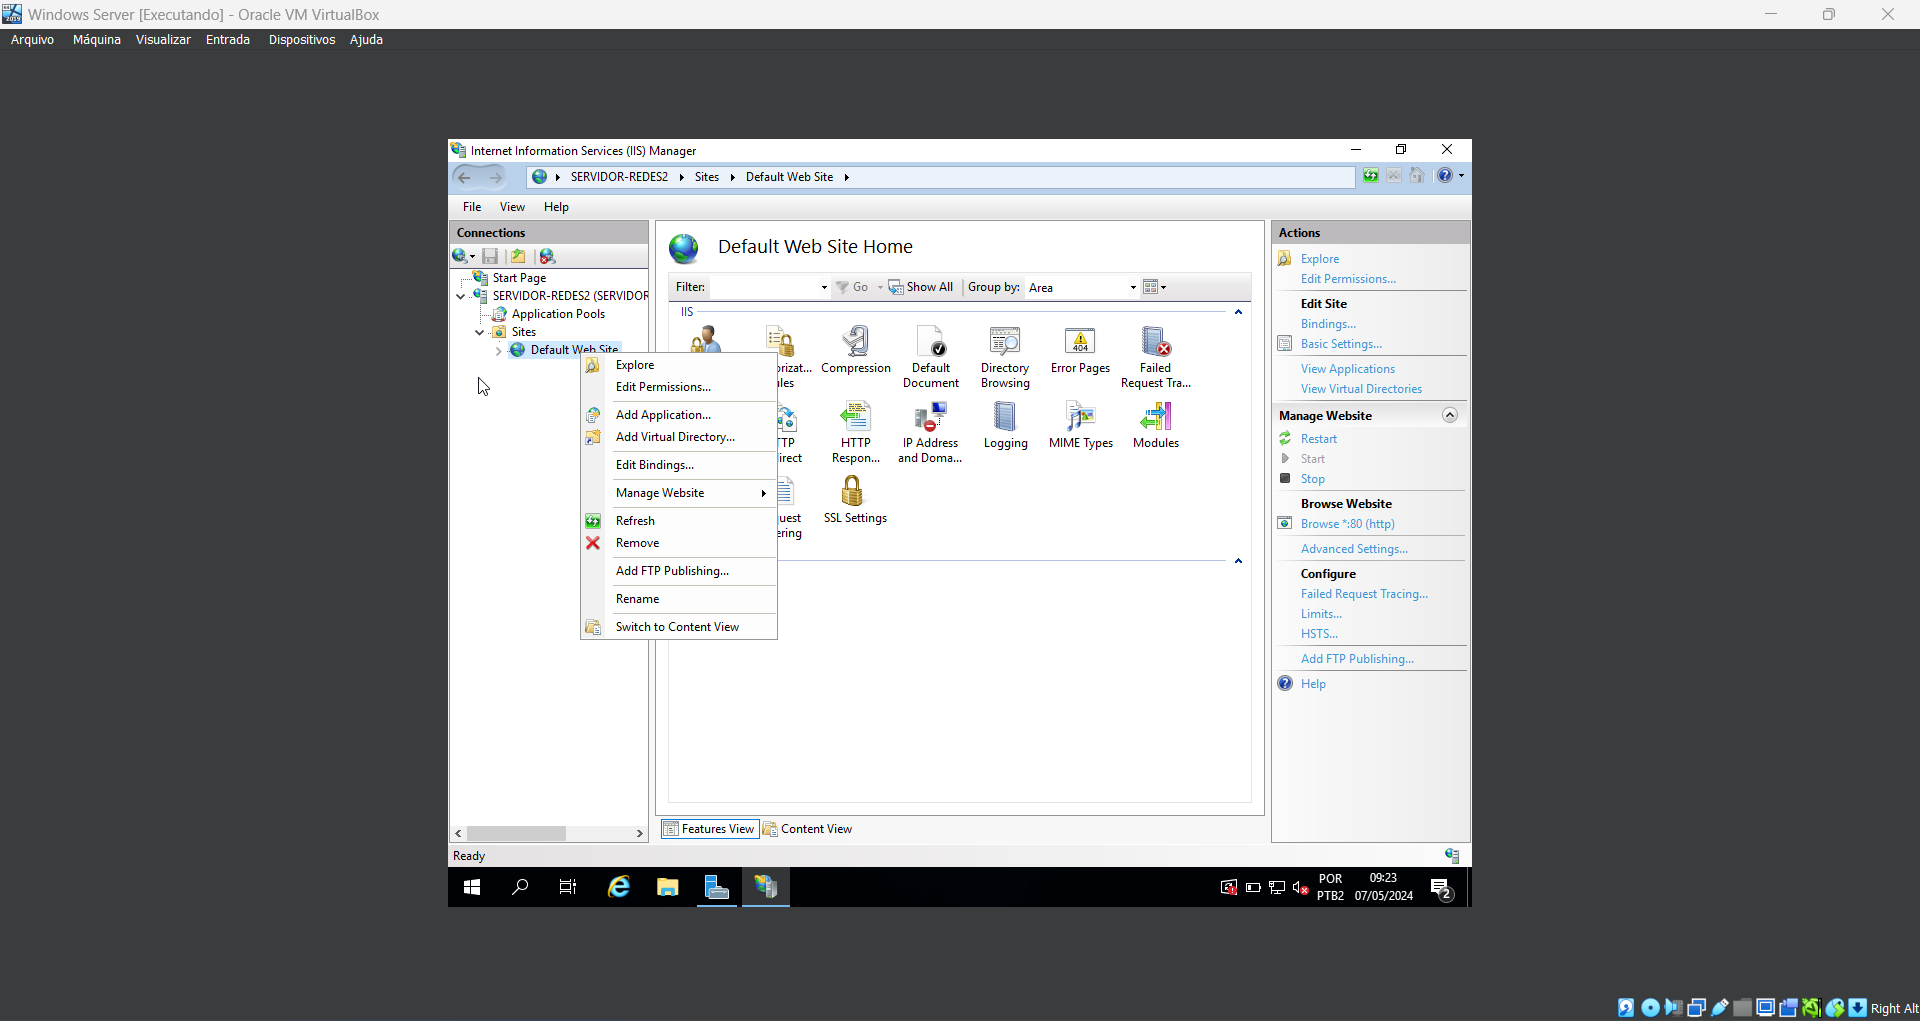 Windows Server [Executando] - Oracle VM VirtualBox
Arquivo Máquina Visualizar Entrada Dispositivos Ajuda
Internet Information Services (IIS) Manager
SERVIDOR-REDES2 Sites Default Web Site
File View Help
Connections
Start Page
SERVIDOR-REDES2 (SERVIDOR
Application Pools
Sites
Default Web Site
Explore
Edit Permissions...
Add Application...
Add Virtual Directory...
Edit Bindings...
Manage Website
Refresh
Remove
Add FTP Publishing...
Rename
Switch to Content View
Default Web Site Home
Filter: Go Show All Group by: Area
IIS
orizat... Compression Default Directory Error Pages Failed
ules Document Browsing Request Tra...
404
TTP HTTP IP Address Logging MIME Types Modules
irect Respon... and Doma...
uest SSL Settings
ering
Features View Content View
Actions
Explore
Edit Permissions...
Edit Site
Bindings...
Basic Settings...
View Applications
View Virtual Directories
Manage Website
Restart
Start
Stop
Browse Website
Browse *:80 (http)
Advanced Settings...
Configure
Failed Request Tracing...
Limits...
HSTS...
Add FTP Publishing...
Help
Ready
POR 09:23
PTB2 07/05/2024
2
Right Alt